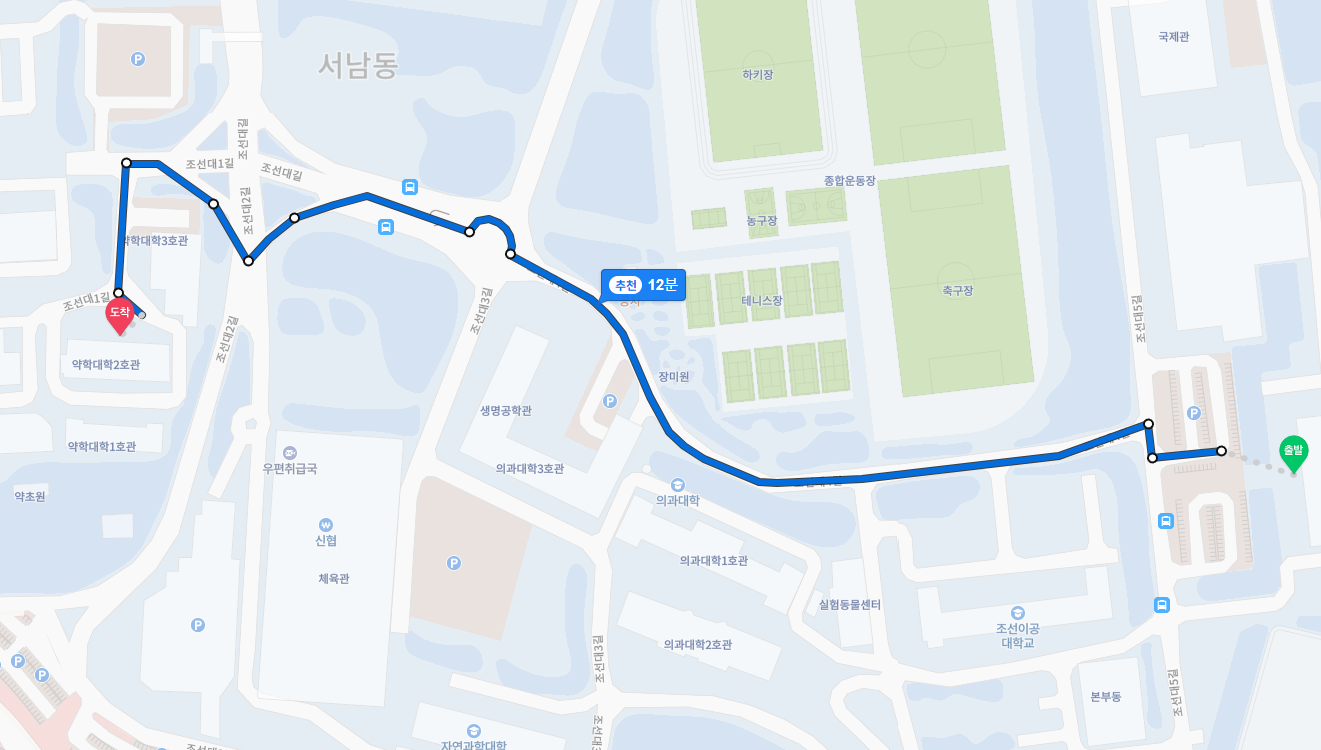 국제관
P
서남동
하키장
조선대길
조선대1길
조선대길
종합운동장
조선대2길
농구장
약학대학3호관
추천 12분
축구장
테니스장
조선대1길
도착
조선대3길
조선대5길
조선대2길
약학대학2호관
장미원
P
생명공학관
P
약학대학1호관
출발
우편취급국
의과대학3호관
약초원
의과대학
신협
P
의과대학1호관
체육관
실험동물센터
P
조선이공
대학교
의과대학2호관
조선대3길
P
P
본부동
조선대5길
자연과학대학